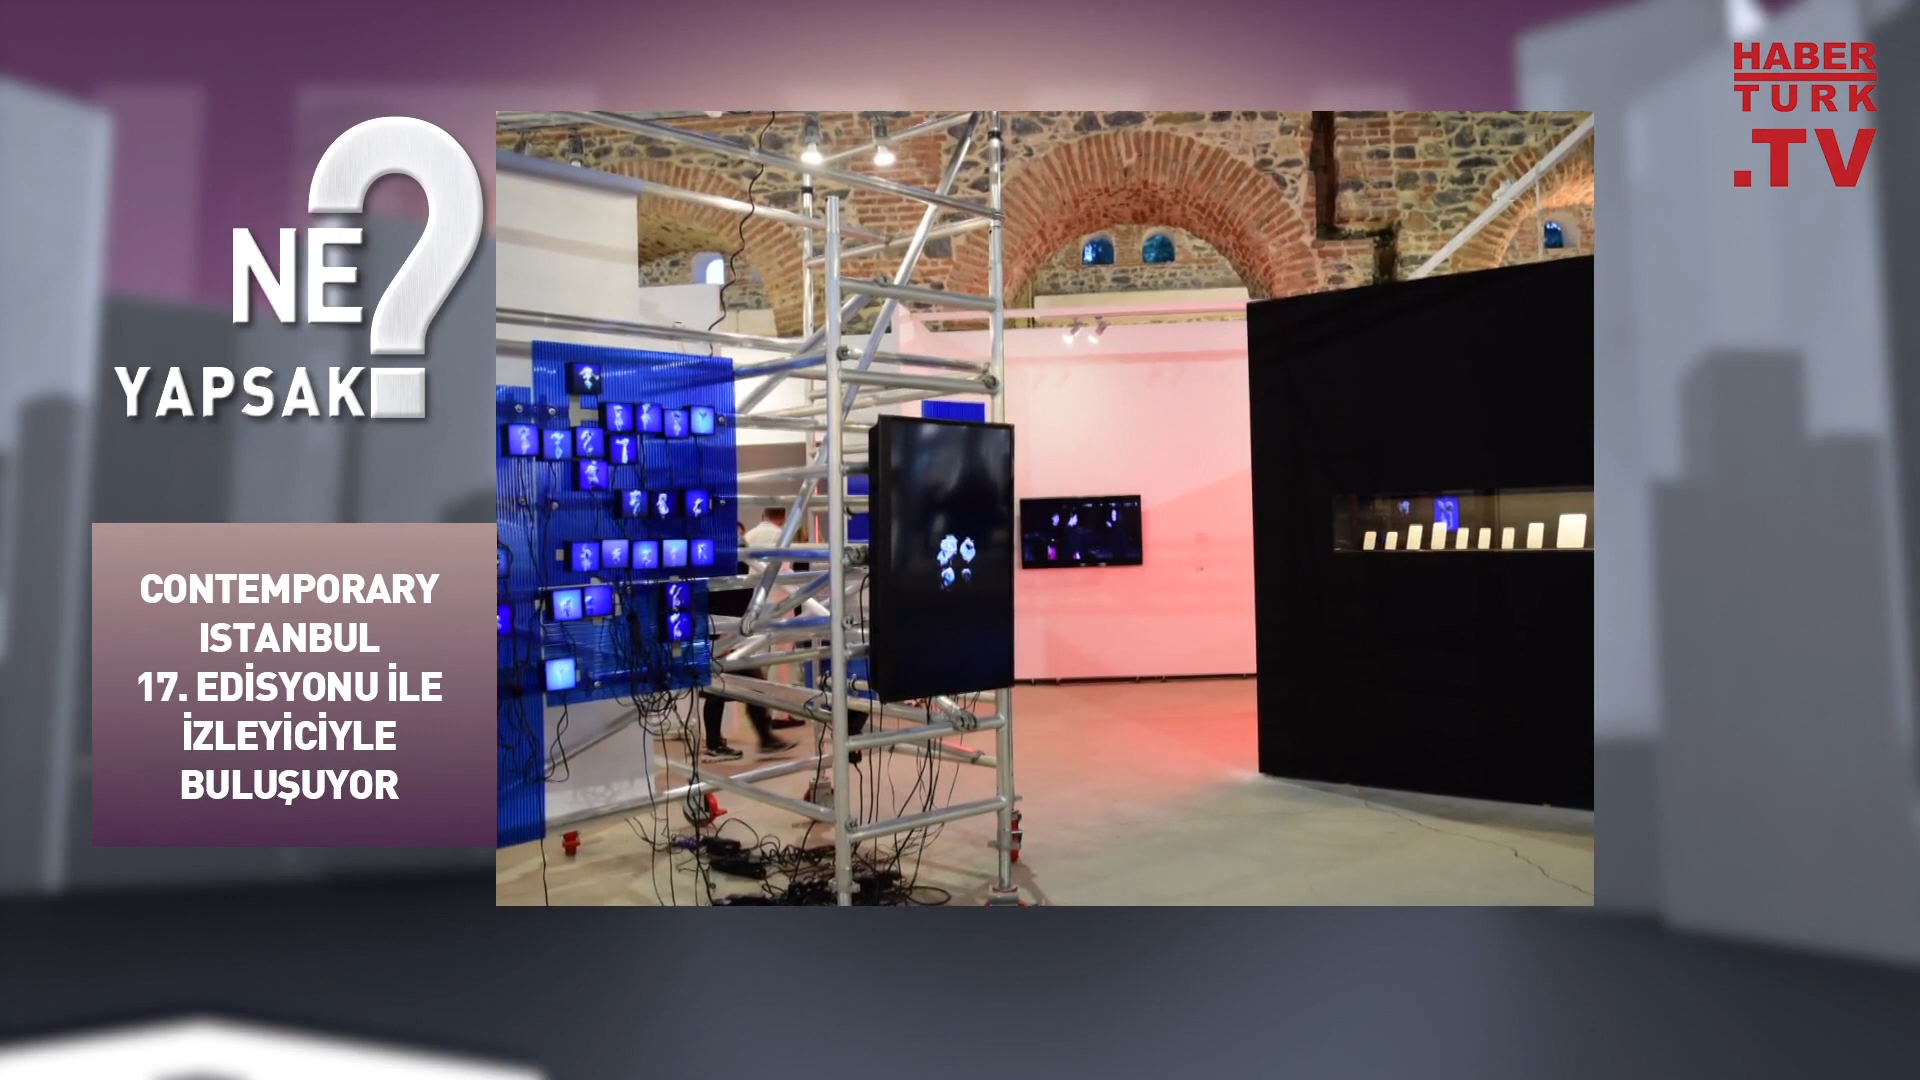 NE
YAPSAK?
CONTEMPORARY
ISTANBUL
17. EDİSYONU İLE
İZLEYİCİYLE
BULUŞUYOR
HABER
TURK
.TV